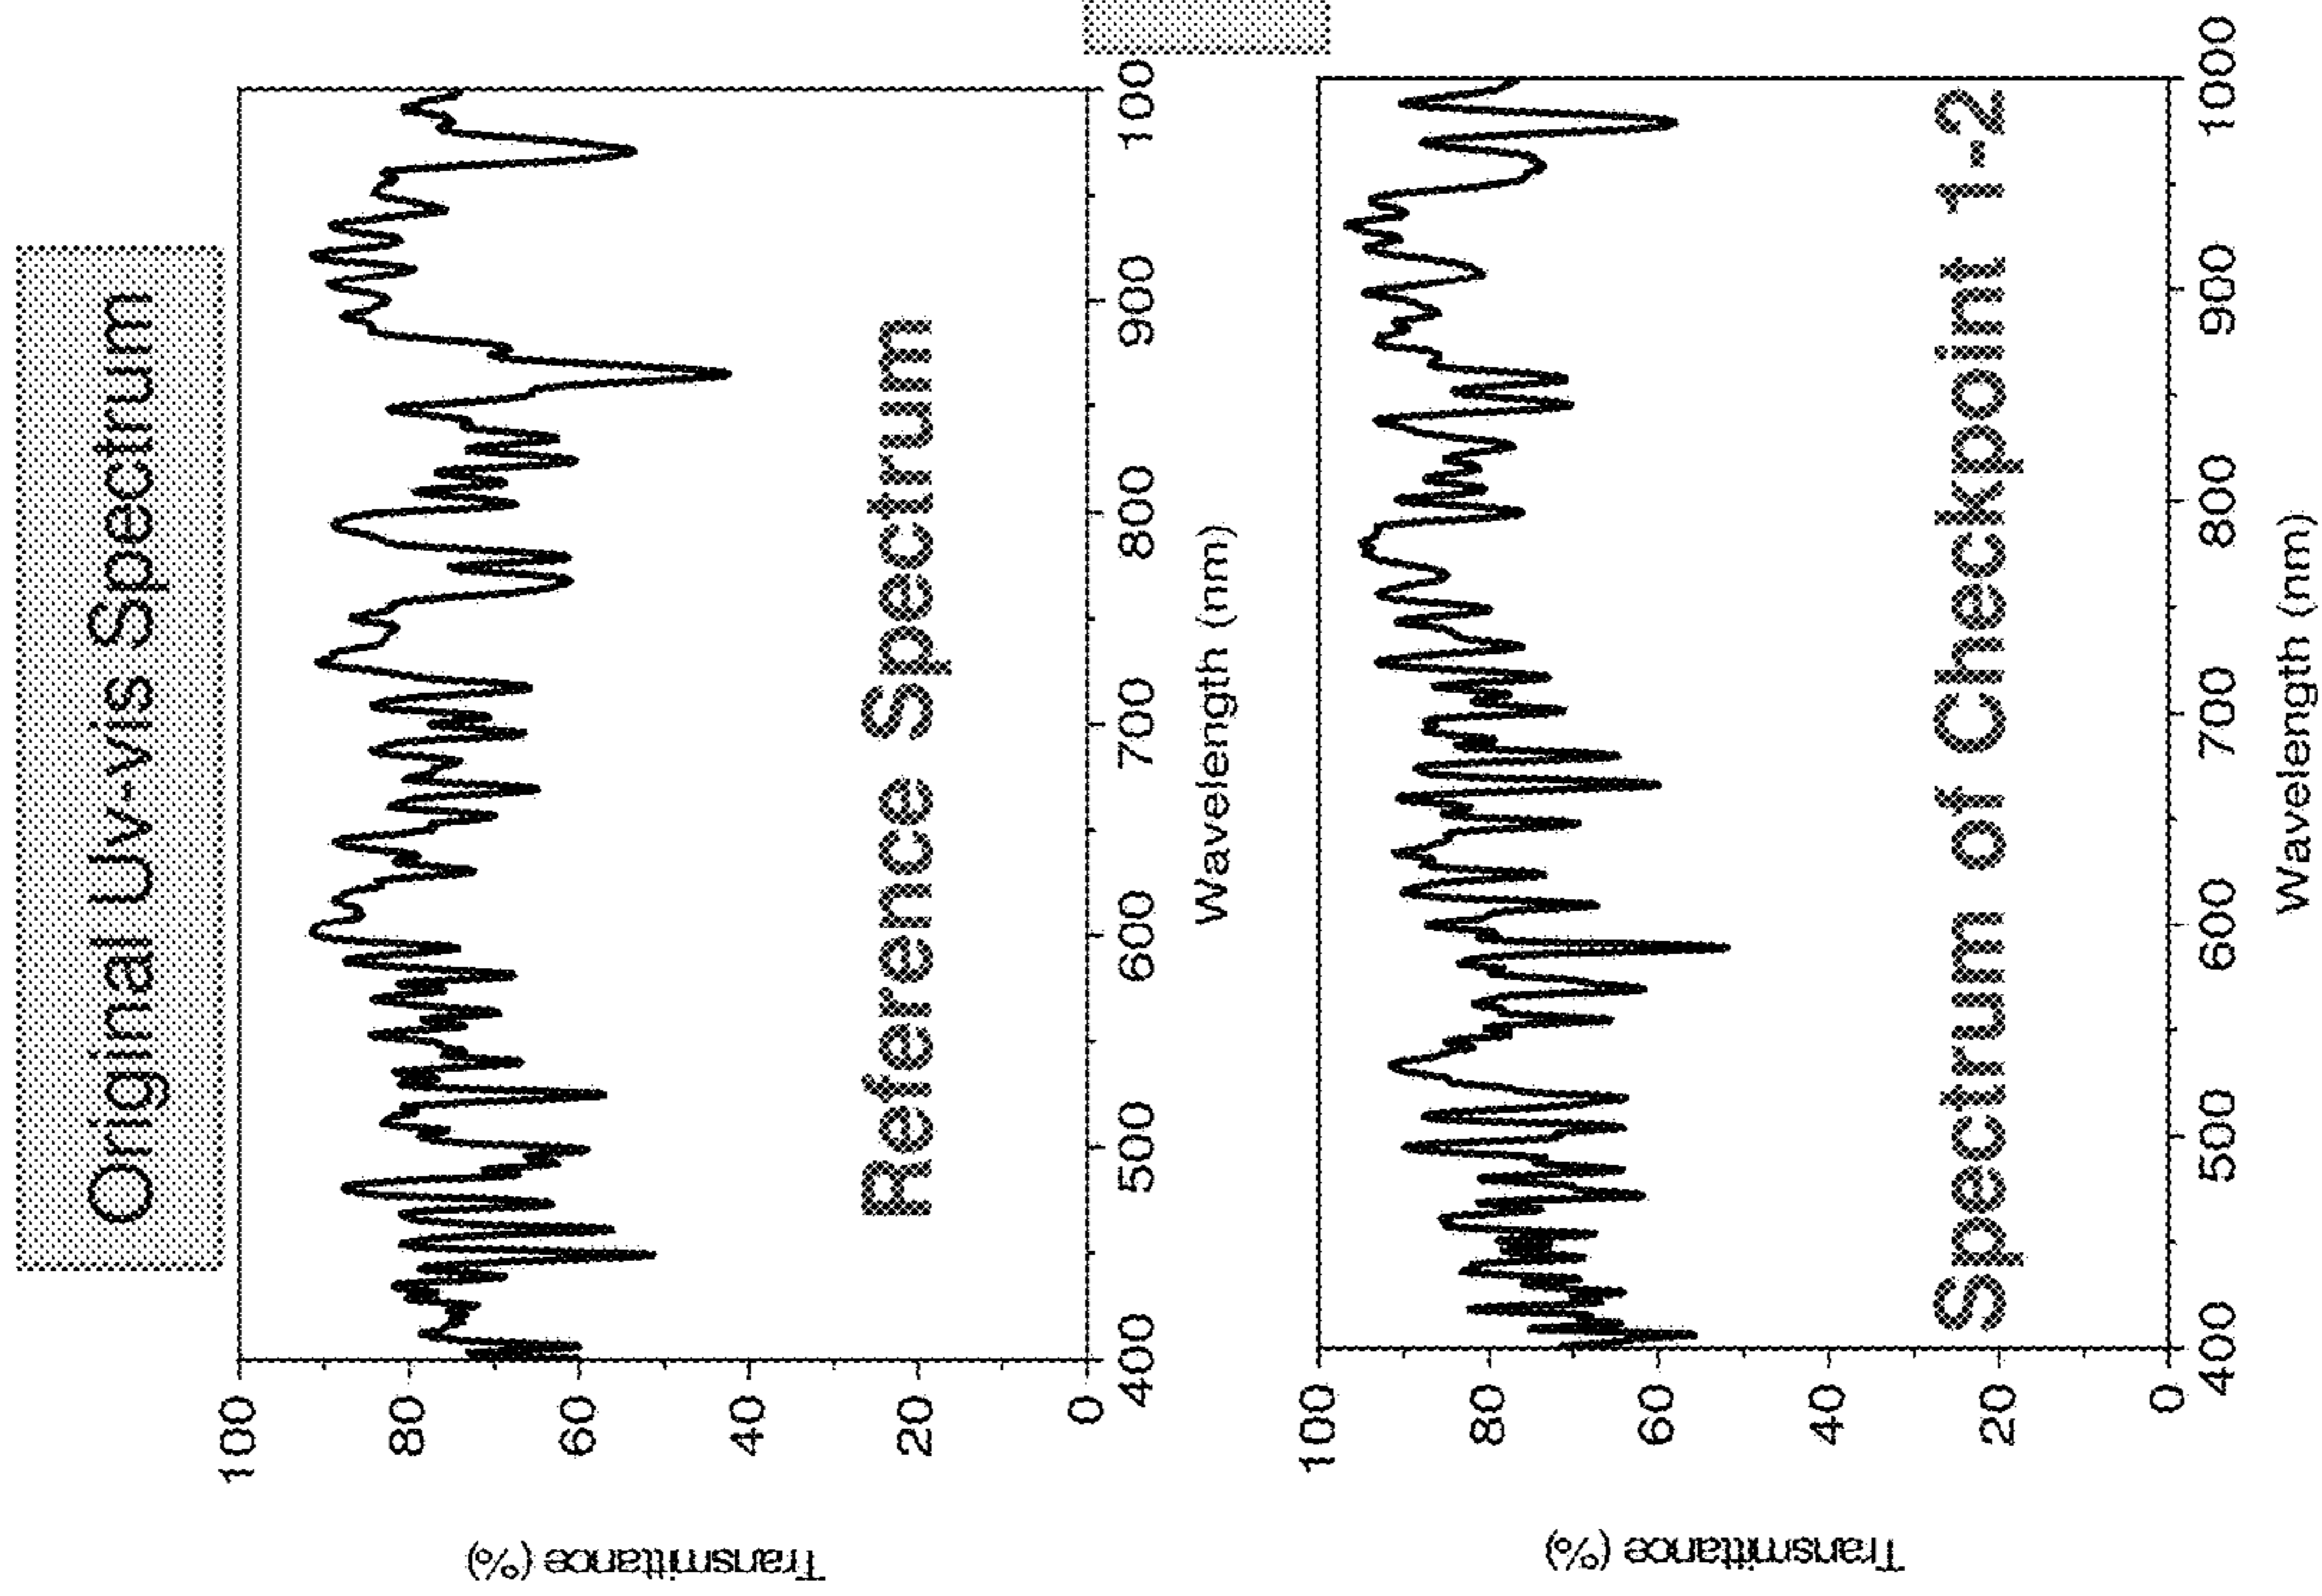 Original Uv-vis Spectrum
Transmittance (%)
100
80
60
40
20
0
Reference Spectrum
400 500 600 700 800 900 100
Wavelength (nm)
Transmittance (%)
100
80
60
40
20
0
Spectrum of Checkpoint 1-2
400 500 600 700 800 900 1000
Wavelength (nm)